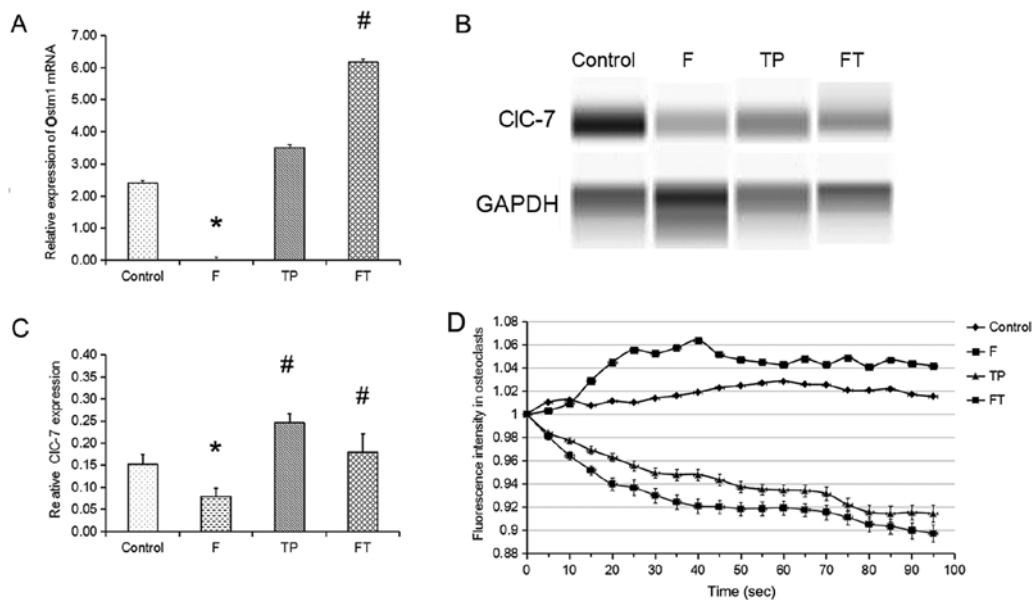 A
#
Relative expression of Ostm1 mRNA
7.00
6.00
5.00
4.00
3.00
2.00
1.00
0.00
*
Control F TP FT
B
Control F TP FT
ClC-7
GAPDH
C
Relative ClC-7 expression
0.40
0.35
0.30
0.25
0.20
0.15
0.10
0.05
0.00
#
#
*
Control F TP FT
D
Fluorescence intensity in osteoclasts
1.08
1.06
1.04
1.02
1
0.98
0.96
0.94
0.92
0.9
0.88
0 10 20 30 40 50 60 70 80 90 100
Time (sec)
Control
F
TP
FT